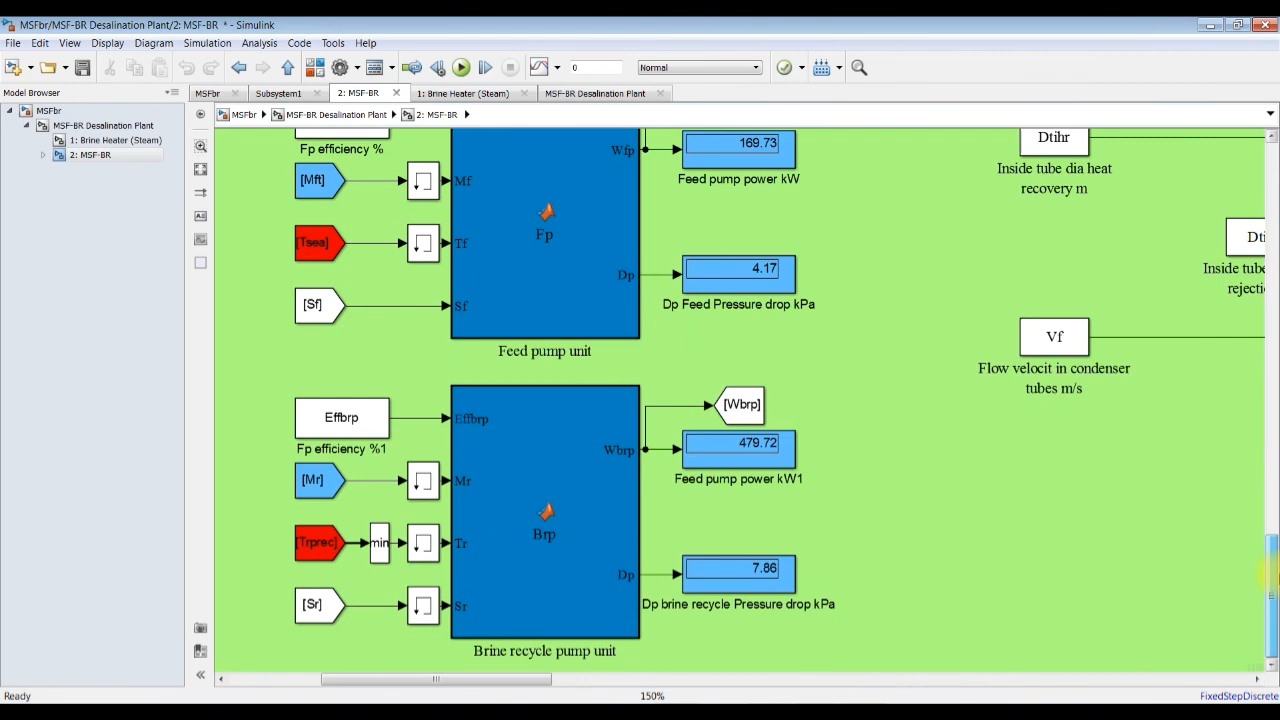 MSFbr/MSF-BR Desalination Plant/2: MSF-BR * - Simulink
File Edit View Display Diagram Simulation Analysis Code Tools Help
0
Normal
Model Browser
MSFbr
Subsystem1
2: MSF-BR
1: Brine Heater (Steam)
MSF-BR Desalination Plant
MSFbr
MSF-BR Desalination Plant
1: Brine Heater (Steam)
2: MSF-BR
MSFbr
MSF-BR Desalination Plant
2: MSF-BR
Fp efficiency %
[Mft]
Mf
[Tsea]
Tf
[Sf]
Sf
Fp
Wfp
169.73
Feed pump power kW
Dp
4.17
Dp Feed Pressure drop kPa
Feed pump unit
Dtihr
Inside tube dia heat
recovery m
Inside tube
rejecti
Vf
Flow velocit in condenser
tubes m/s
Effbrp
Effbrp
Fp efficiency %1
[Mr]
Mr
[Trprec]
min
Tr
[Sr]
Sr
Brp
Wbrp
[Wbrp]
479.72
Feed pump power kW1
Dp
7.86
Dp brine recycle Pressure drop kPa
Brine recycle pump unit
Ready
150%
FixedStepDiscrete